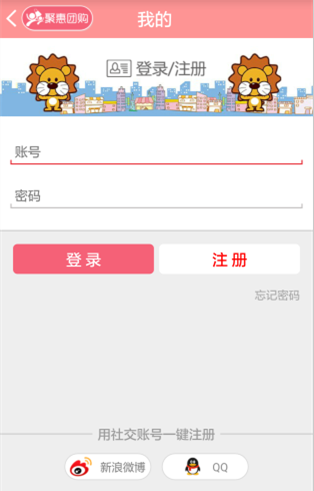 聚惠团购
我的
登录/注册
账号
密码
登录
注册
忘记密码
用社交账号一键注册
新浪微博
QQ